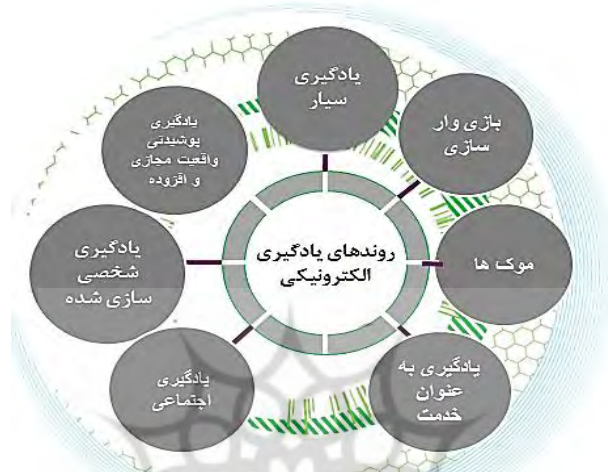 یادگیری
سیار
بازی وار
سازی
موک ها
یادگیری به
عنوان
خدمت
یادگیری
اجتماعی
یادگیری
شخصی
سازی شده
یادگیری
پوشیدنی
واقعیت مجازی
و افزوده
روندهای یادگیری
الکترونیکی